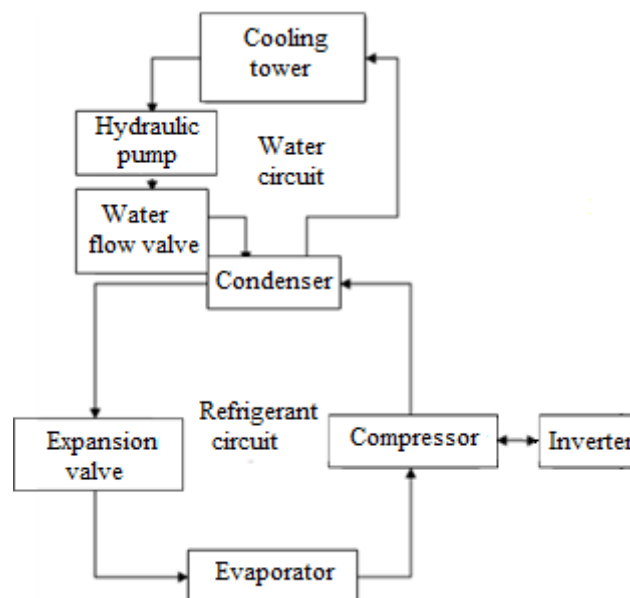 Cooling
tower
Hydraulic
pump
Water
circuit
Water
flow valve
Condenser
Refrigerant
circuit
Expansion
valve
Compressor
Inverter
Evaporator